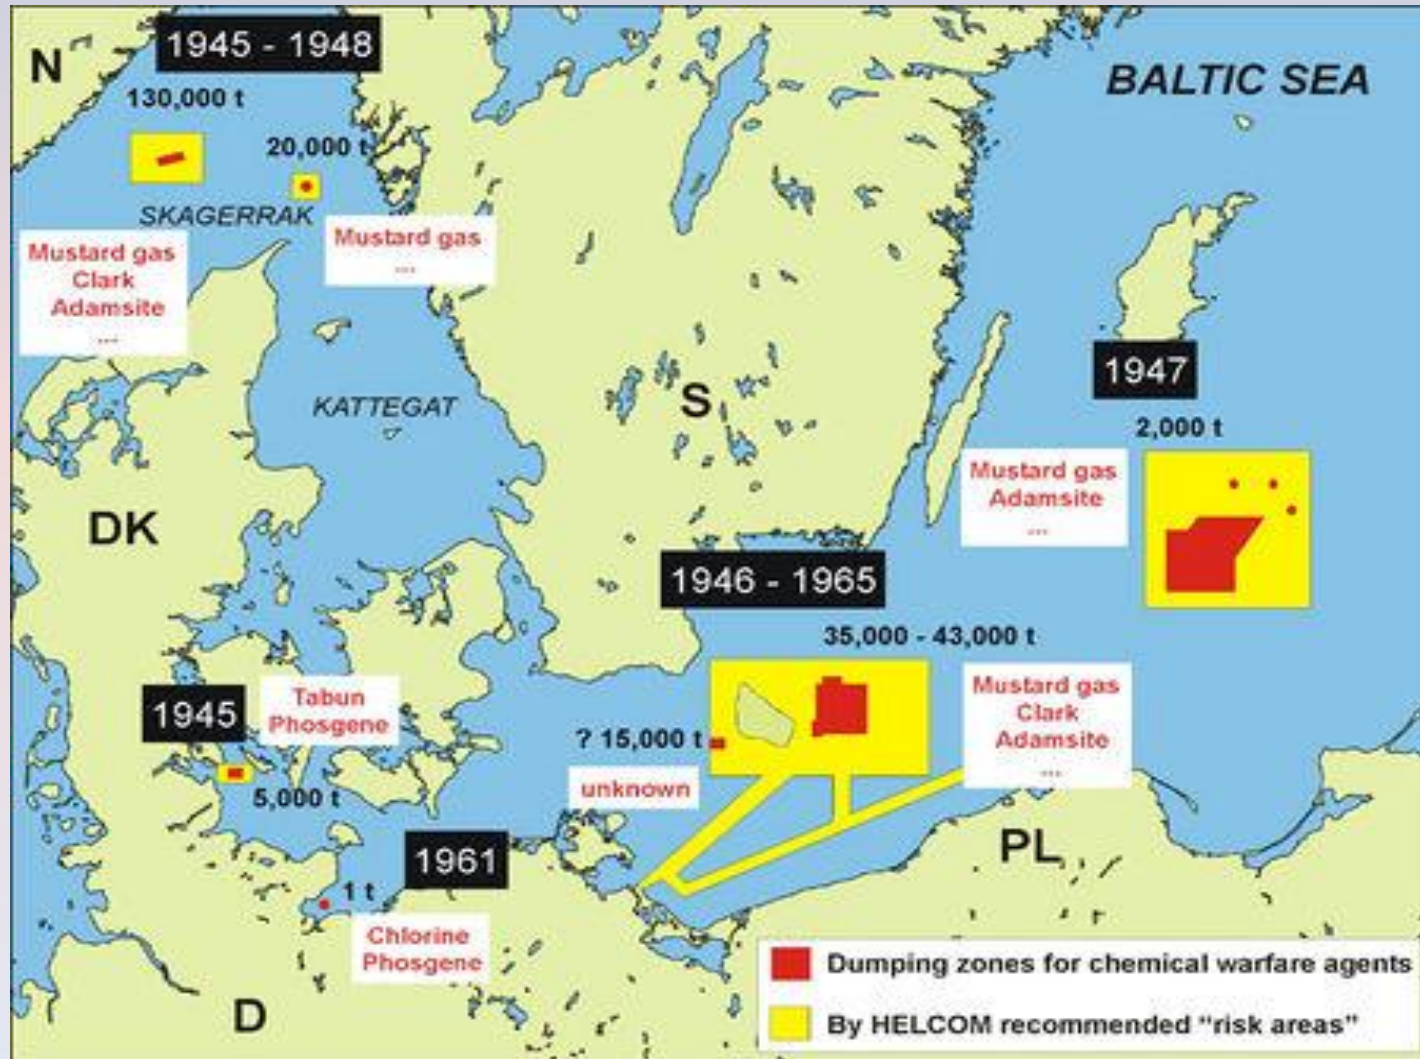 N
1945 - 1948
130,000 t
20,000 t
SKAGERRAK
Mustard gas
...
Mustard gas
Clark
Adamsite
...
BALTIC SEA
KATTEGAT
S
1947
2,000 t
Mustard gas
Adamsite
...
DK
1946 - 1965
35,000 - 43,000 t
Mustard gas
Clark
Adamsite
...
1945
Tabun
Phosgene
5,000 t
? 15,000 t
unknown
1961
1 t
Chlorine
Phosgene
PL
D
Dumping zones for chemical warfare agents
By HELCOM recommended “risk areas”